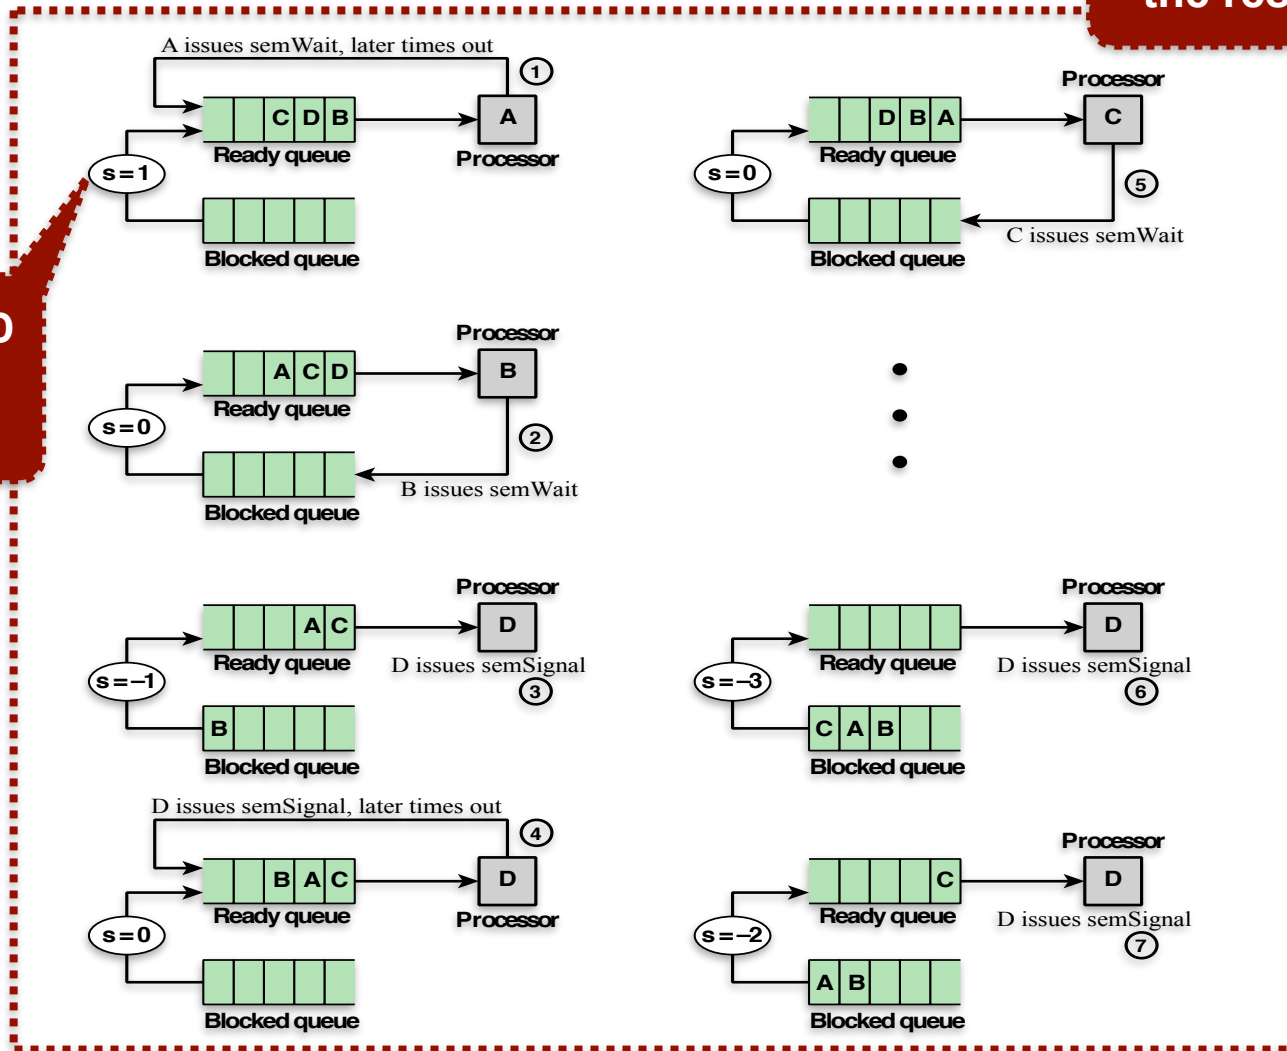 the res
A issues semWait, later times out
1
C D B
A
Ready queue
Processor
s=1
Blocked queue
Processor
D B A
C
Ready queue
s=0
5
C issues semWait
Blocked queue
Processor
A C D
B
Ready queue
s=0
2
B issues semWait
Blocked queue
Processor
A C
D
Ready queue
D issues semSignal
s=−1
3
B
Blocked queue
Processor
D
Ready queue
D issues semSignal
s=−3
6
C A B
Blocked queue
D issues semSignal, later times out
4
B A C
D
Ready queue
Processor
s=0
Blocked queue
Processor
C
D
Ready queue
D issues semSignal
s=−2
7
A B
Blocked queue